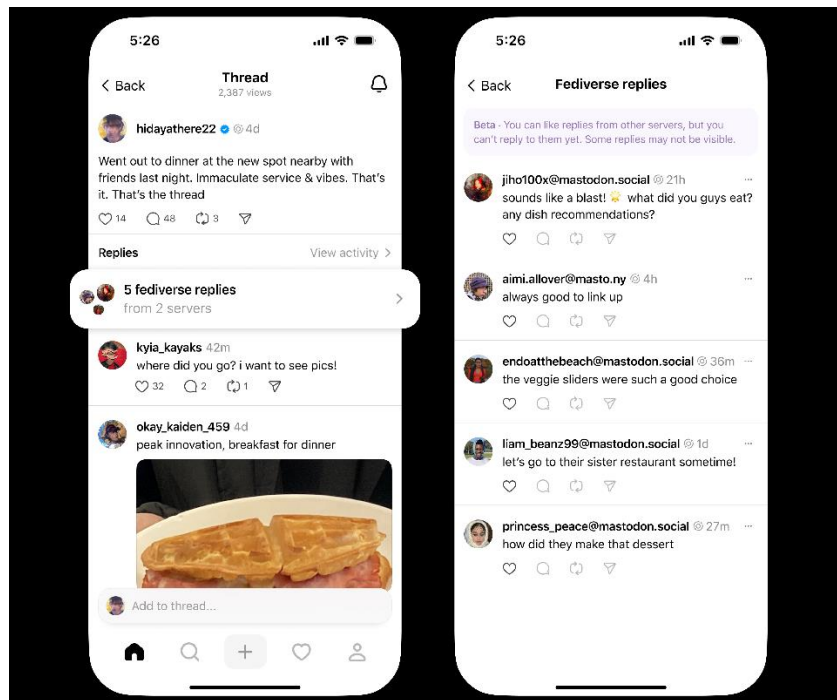 5:26
Back
Thread
2,387 views
hidayathere22 4d
Went out to dinner at the new spot nearby with
friends last night. Immaculate service & vibes. That's
it. That's the thread
14 48 3
Replies
View activity
5 fediverse replies
from 2 servers
kyia_kayaks 42m
where did you go? i want to see pics!
32 2 1
okay_kaiden_459 4d
peak innovation, breakfast for dinner
Add to thread...
5:26
Back
Fediverse replies
Beta - You can like replies from other servers, but you
can't reply to them yet. Some replies may not be visible.
jiho100x@mastodon.social 21h
sounds like a blast! 🌟 what did you guys eat?
any dish recommendations?
aimi.allover@masto.ny 4h
always good to link up
endoatthebeach@mastodon.social 36m
the veggie sliders were such a good choice
liam_beanz99@mastodon.social 1d
let's go to their sister restaurant sometime!
princess_peace@mastodon.social 27m
how did they make that dessert